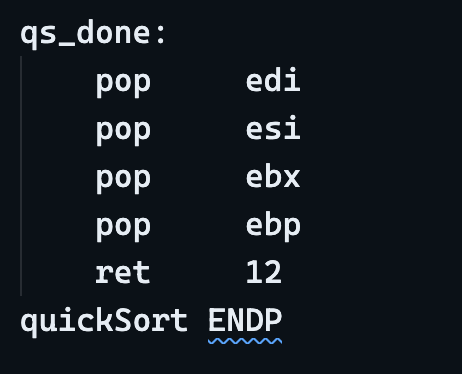 qs_done:
    pop     edi
    pop     esi
    pop     ebx
    pop     ebp
    ret     12
quickSort ENDP